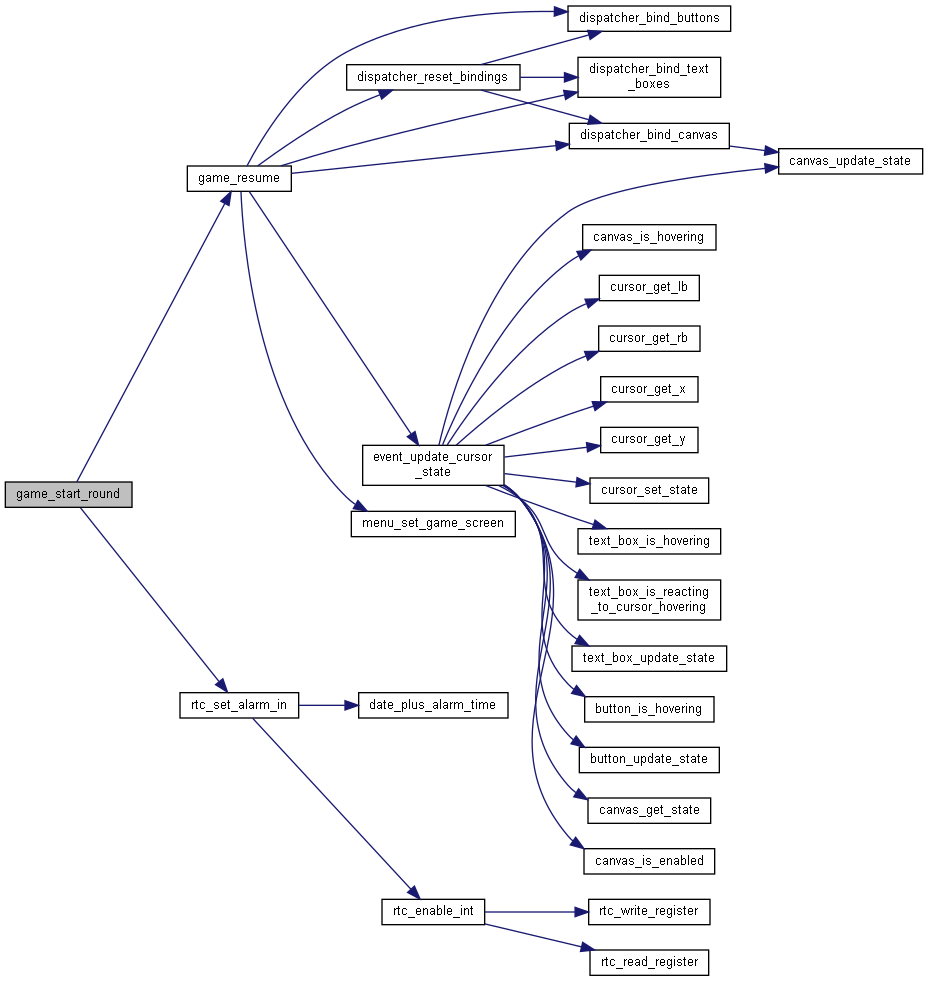 dispatcher_bind_buttons
dispatcher_reset_bindings
dispatcher_bind_text
_boxes
dispatcher_bind_canvas
canvas_update_state
game_resume
canvas_is_hovering
cursor_get_lb
cursor_get_rb
cursor_get_x
cursor_get_y
event_update_cursor
_state
cursor_set_state
game_start_round
menu_set_game_screen
text_box_is_hovering
text_box_is_reacting
_to_cursor_hovering
text_box_update_state
rtc_set_alarm_in
date_plus_alarm_time
button_is_hovering
button_update_state
canvas_get_state
canvas_is_enabled
rtc_enable_int
rtc_write_register
rtc_read_register